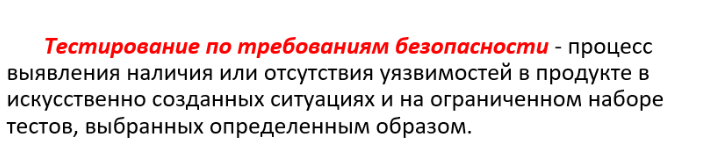 Тестирование по требованиям безопасности - процесс
выявления наличия или отсутствия уязвимостей в продукте в
искусственно созданных ситуациях и на ограниченном наборе
тестов, выбранных определенным образом.